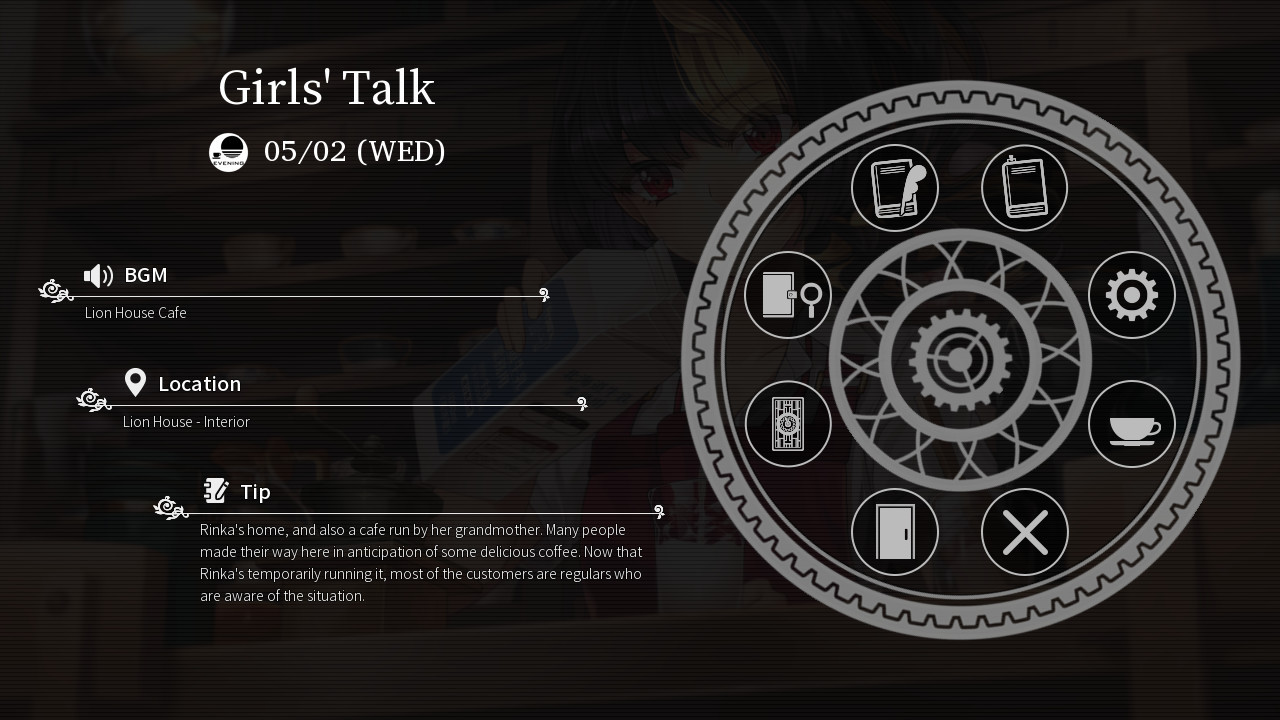 Girls' Talk
EVENING
05/02 (WED)
BGM
Lion House Cafe
Location
Lion House - Interior
Tip
Rinka's home, and also a cafe run by her grandmother. Many people
made their way here in anticipation of some delicious coffee. Now that
Rinka's temporarily running it, most of the customers are regulars who
are aware of the situation.